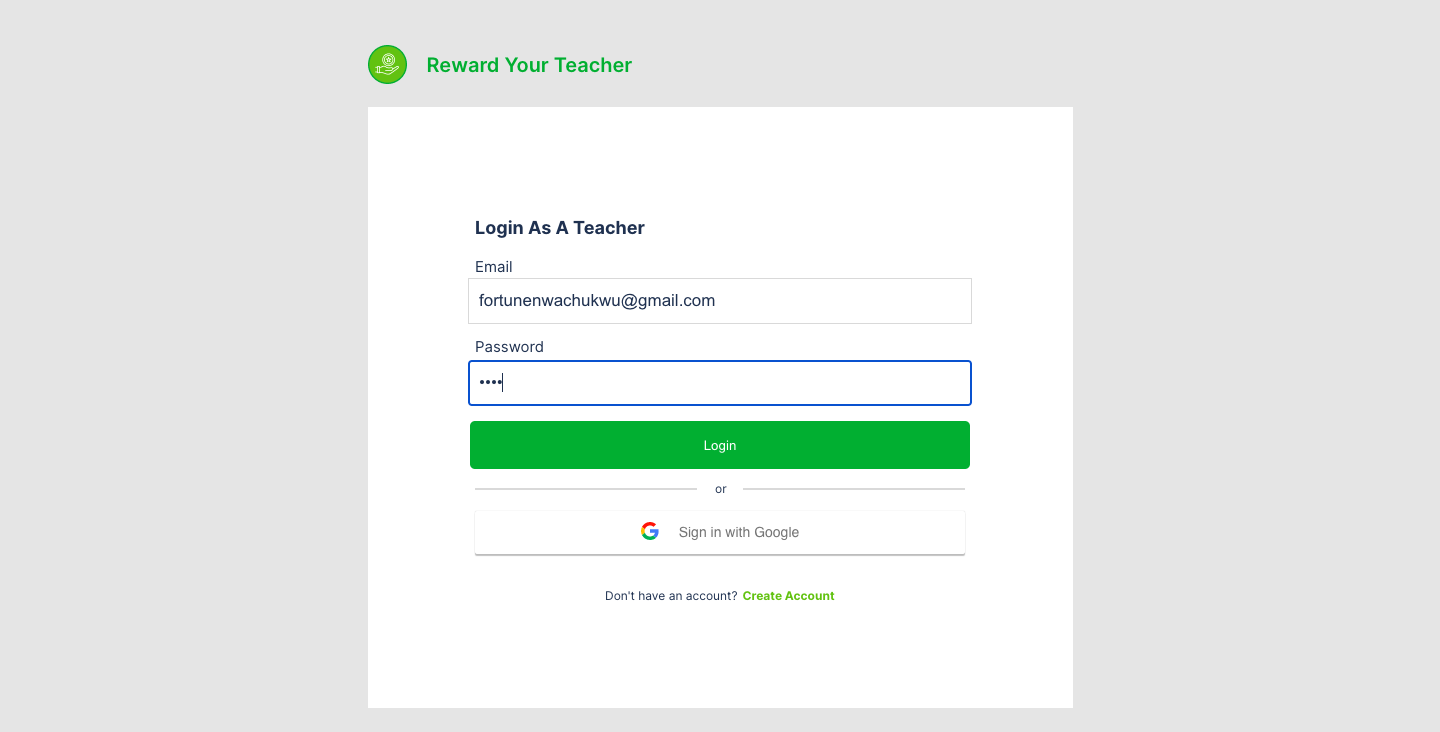 Reward Your Teacher
Login As A Teacher
Email
fortunenwachukwu@gmail.com
Password
••••
Login
or
Sign in with Google
Don't have an account? Create Account